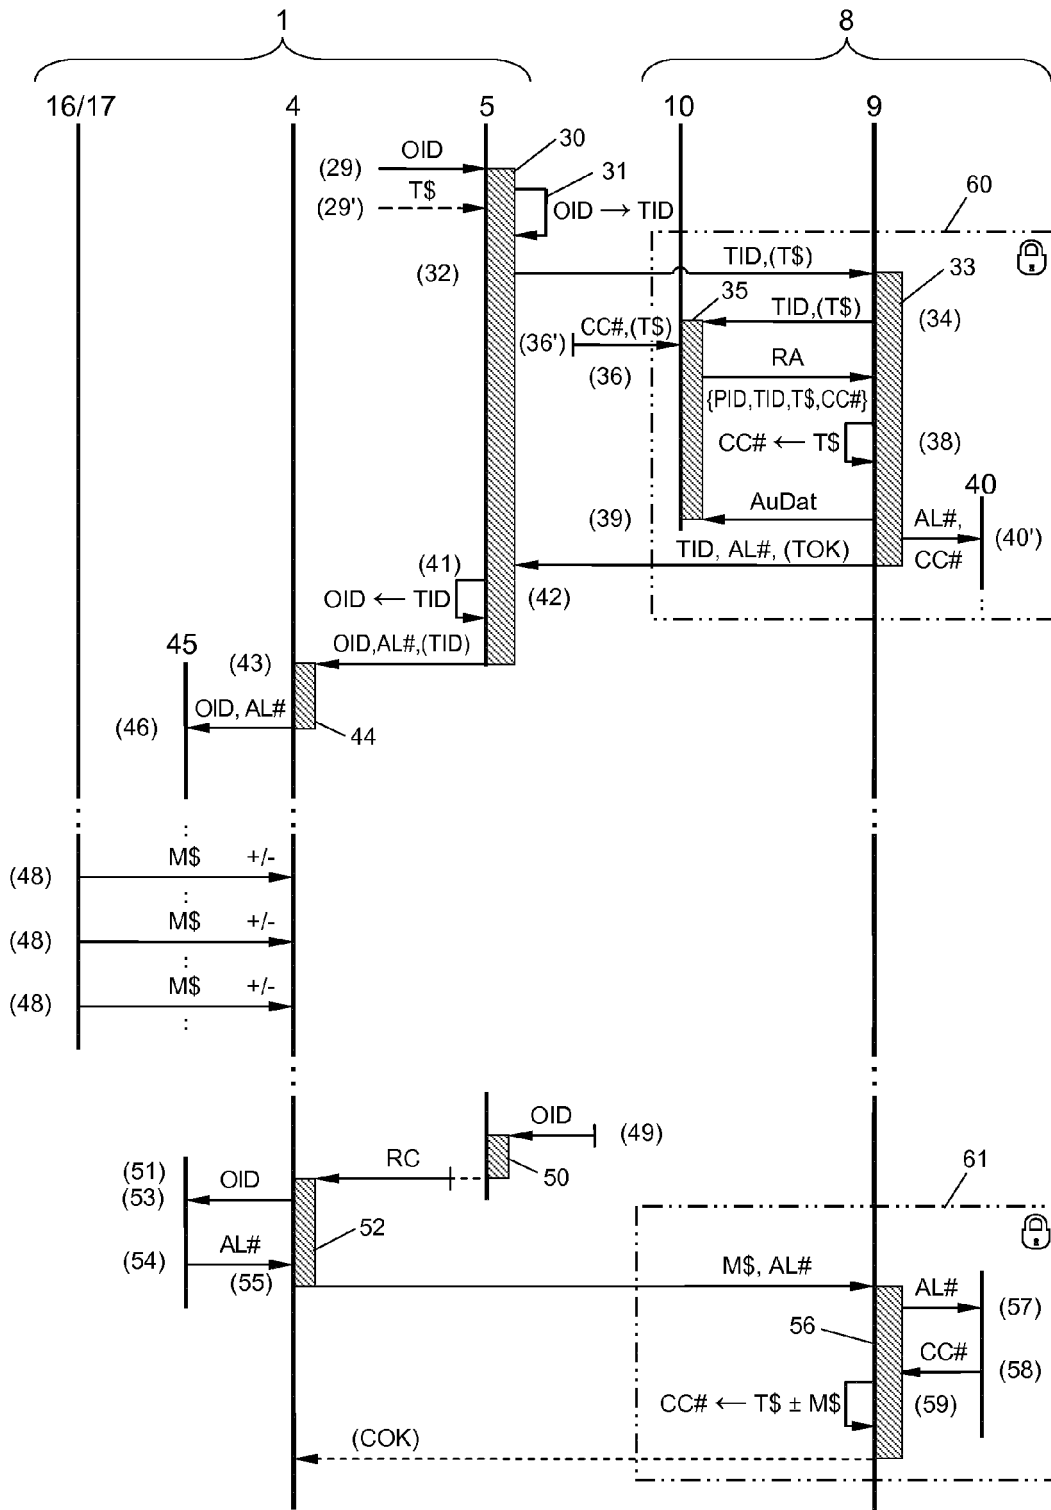 1
8
16/17
4
5
10
9
(29)
OID
30
(29')
T$
31
OID → TID
60
(32)
TID,(T$)
33
35
TID,(T$)
(34)
(36')
CC#,(T$)
(36)
RA
{PID,TID,T$,CC#}
CC# ← T$
(38)
40
(39)
AuDat
AL#,
(40')
CC#
TID, AL#, (TOK)
(41)
OID ← TID
(42)
45
(43)
OID,AL#,(TID)
(46)
OID, AL#
44
(48)
M$ +/-
(48)
M$ +/-
(48)
M$ +/-
OID
(49)
(51)
RC
50
61
(53)
OID
52
(54)
AL#
(55)
M$, AL#
AL#
(57)
56
CC#
(58)
CC# ← T$ ± M$
(59)
(COK)